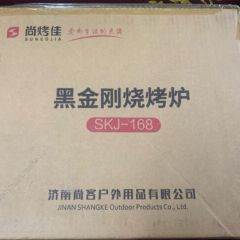 尚烤佳
SUNCOJIA
黑金刚烧烤炉
SKJ-168
济南尚客户外用品有限公司
JINAN SHANGKE Outdoor Products Co., Ltd